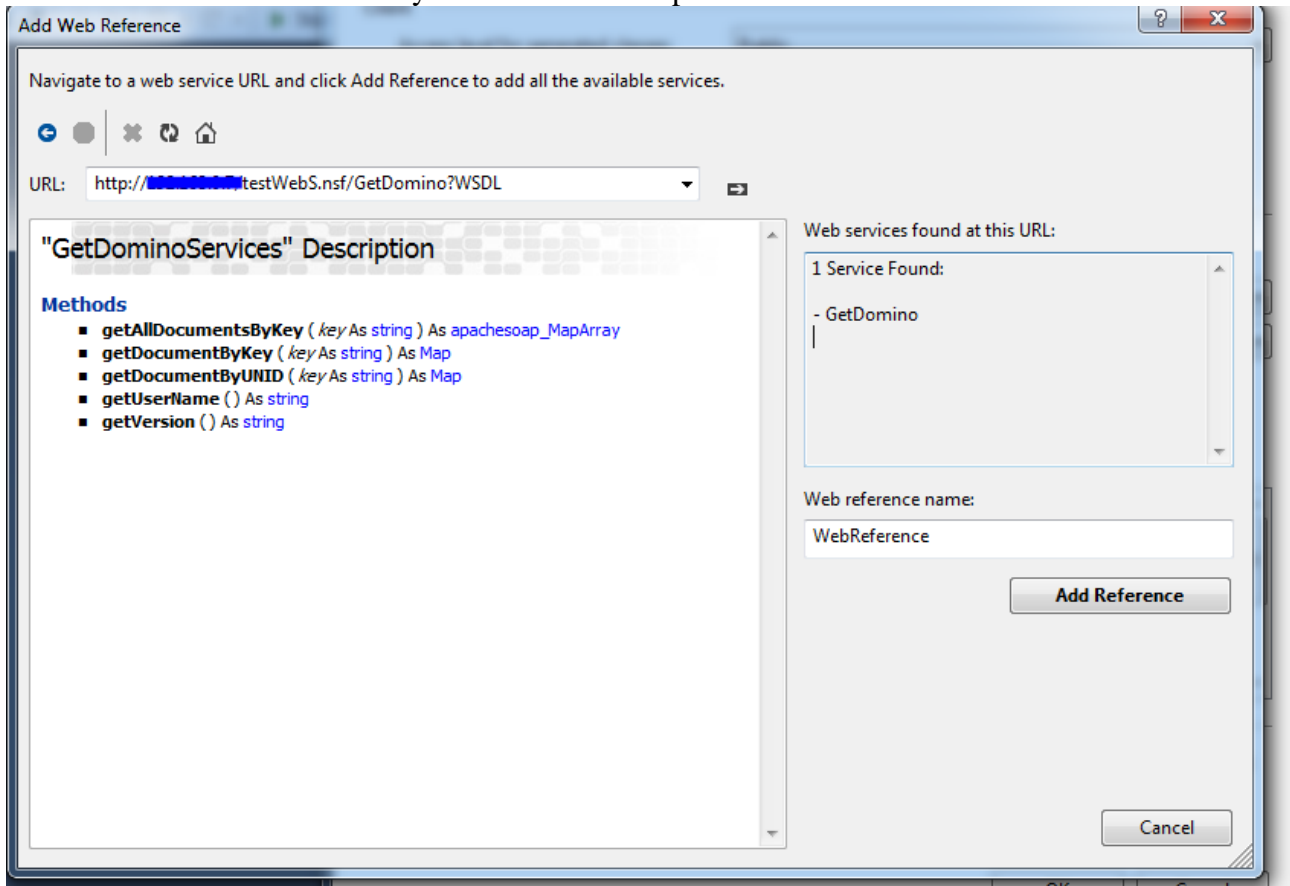 Add Web Reference
Navigate to a web service URL and click Add Reference to add all the available services.
URL: http:// testWebS.nsf/GetDomino?WSDL
"GetDominoServices" Description
Methods
getAllDocumentsByKey ( key As string ) As apachesoap_MapArray
getDocumentByKey ( key As string ) As Map
getDocumentByUNID ( key As string ) As Map
getUserName () As string
getVersion () As string
Web services found at this URL:
1 Service Found:
- GetDomino
Web reference name:
WebReference
Add Reference
Cancel